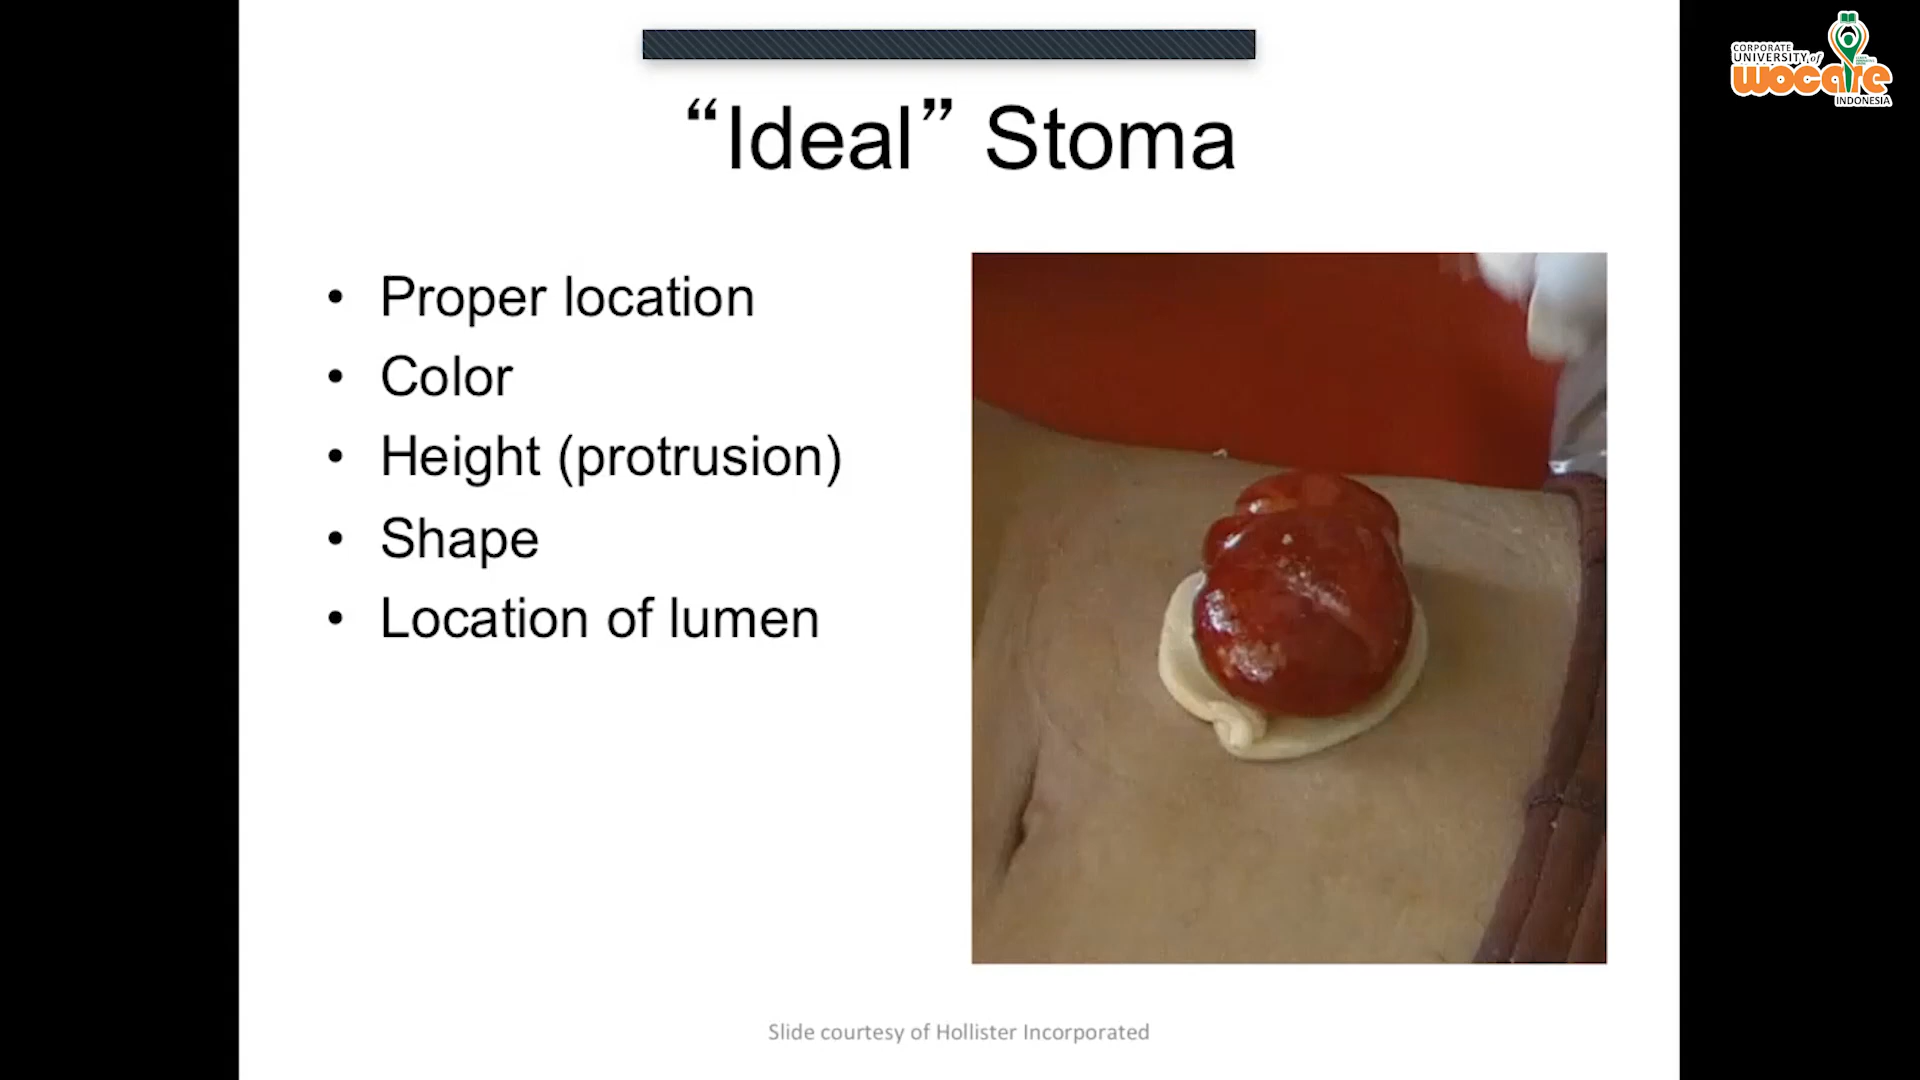 CORPORATE
UNIVERSITY of
wocare
INDONESIA
“Ideal” Stoma
• Proper location
• Color
• Height (protrusion)
• Shape
• Location of lumen
Slide courtesy of Hollister Incorporated